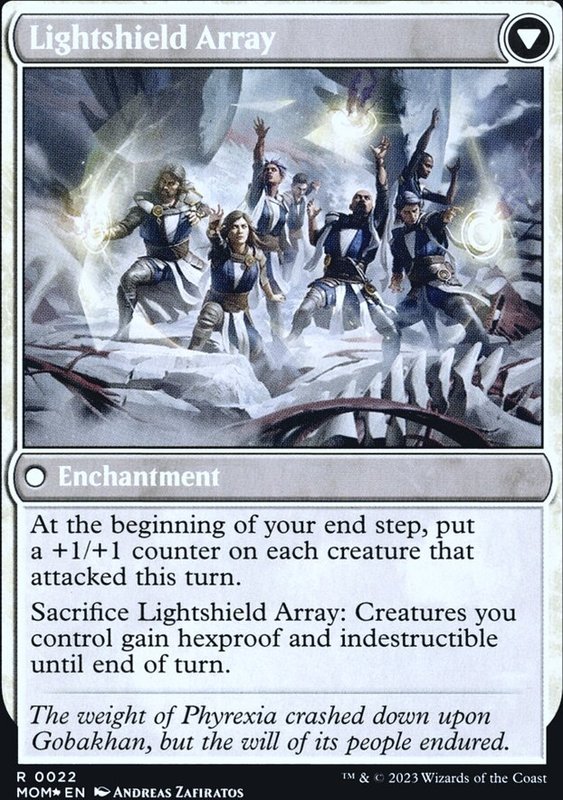 Lightshield Array
Enchantment
At the beginning of your end step, put
a +1/+1 counter on each creature that
attacked this turn.
Sacrifice Lightshield Array: Creatures you
control gain hexproof and indestructible
until end of turn.
The weight of Phyrexia crashed down upon
Gobakhan, but the will of its people endured.
R 0022
MOM★EN ANDREAS ZAFIRATOS
™ & © 2023 Wizards of the Coast